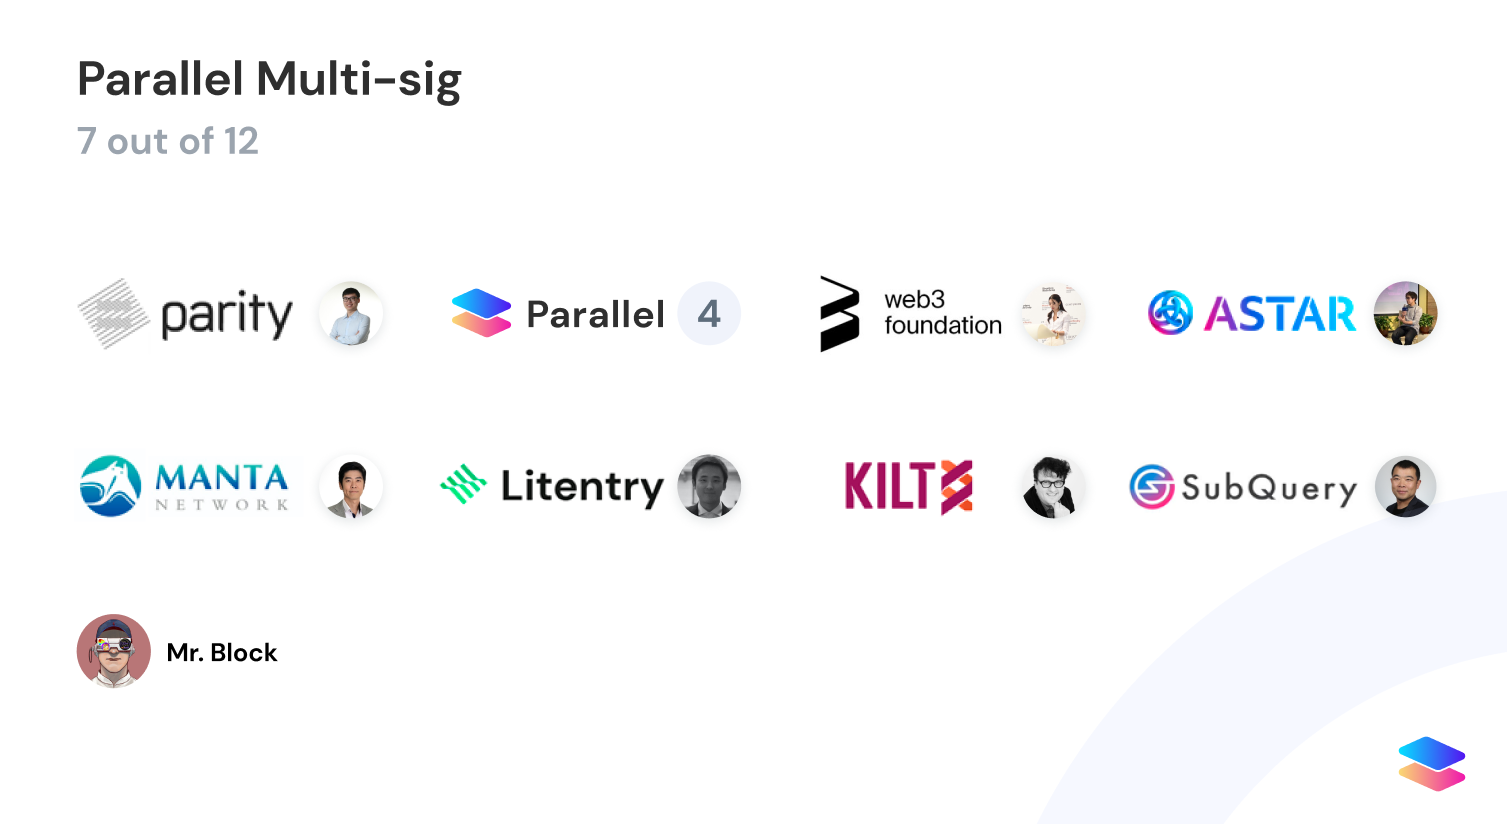 Parallel Multi-sig
7 out of 12
parity
Parallel 4
web3
foundation
ASTAR
MANTA
NETWORK
Litentry
KILT
SubQuery
Mr. Block